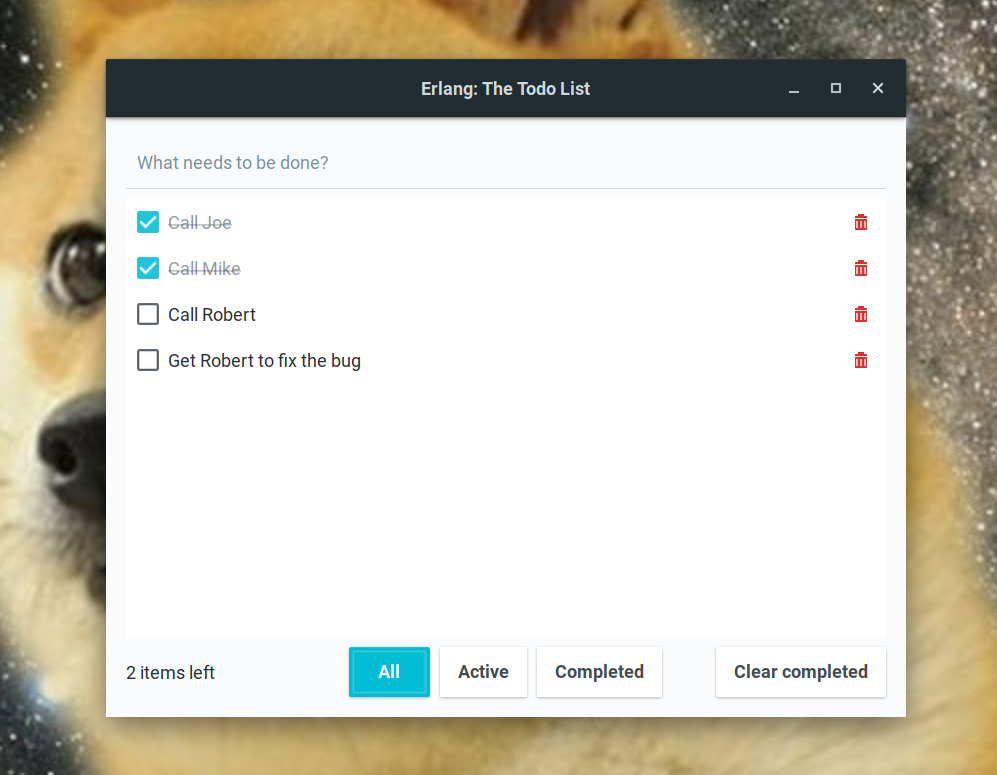 Erlang: The Todo List
What needs to be done?
Call Joe
Call Mike
Call Robert
Get Robert to fix the bug
2 items left
All
Active
Completed
Clear completed